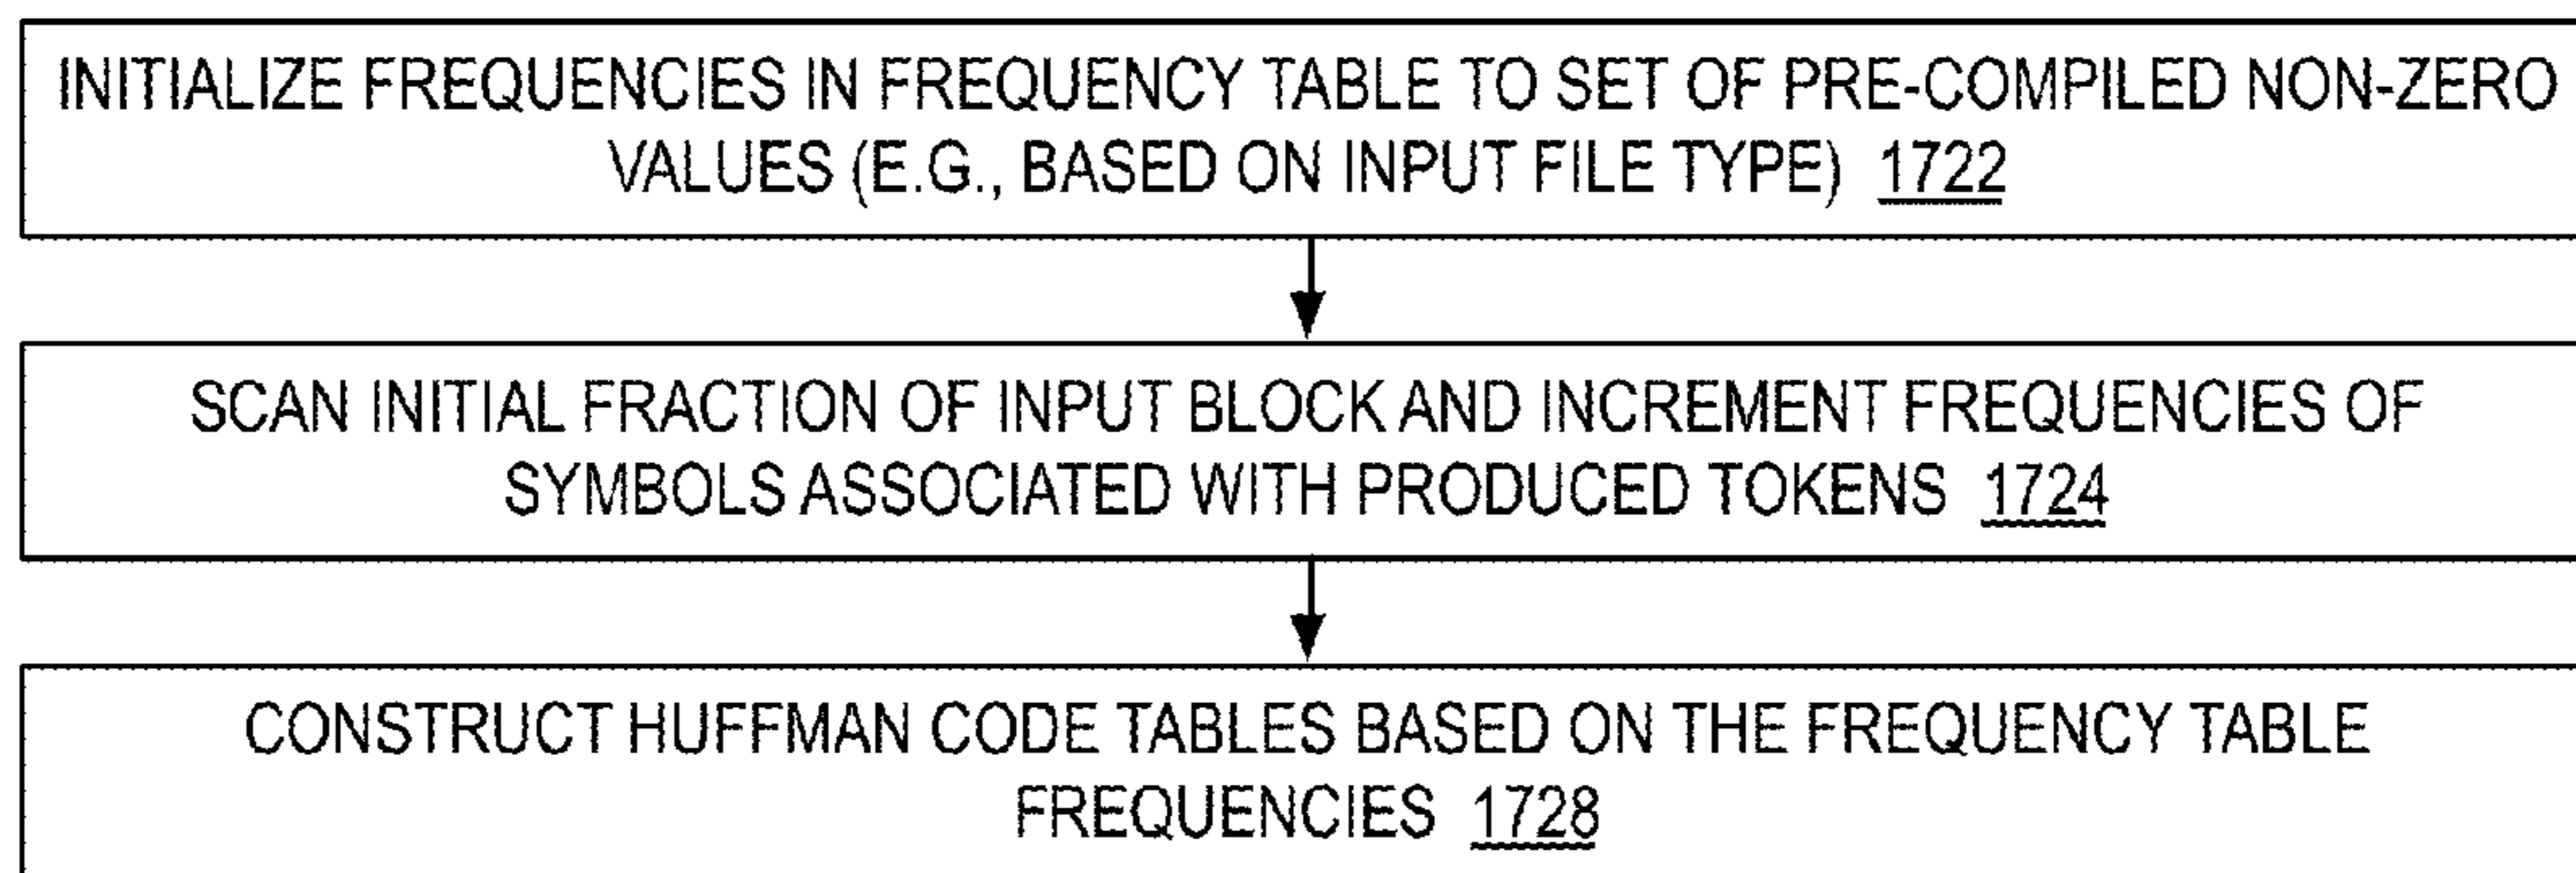 INITIALIZE FREQUENCIES IN FREQUENCY TABLE TO SET OF PRE-COMPILED NON-ZERO
VALUES (E.G., BASED ON INPUT FILE TYPE) 1722
SCAN INITIAL FRACTION OF INPUT BLOCK AND INCREMENT FREQUENCIES OF
SYMBOLS ASSOCIATED WITH PRODUCED TOKENS 1724
CONSTRUCT HUFFMAN CODE TABLES BASED ON THE FREQUENCY TABLE
FREQUENCIES 1728